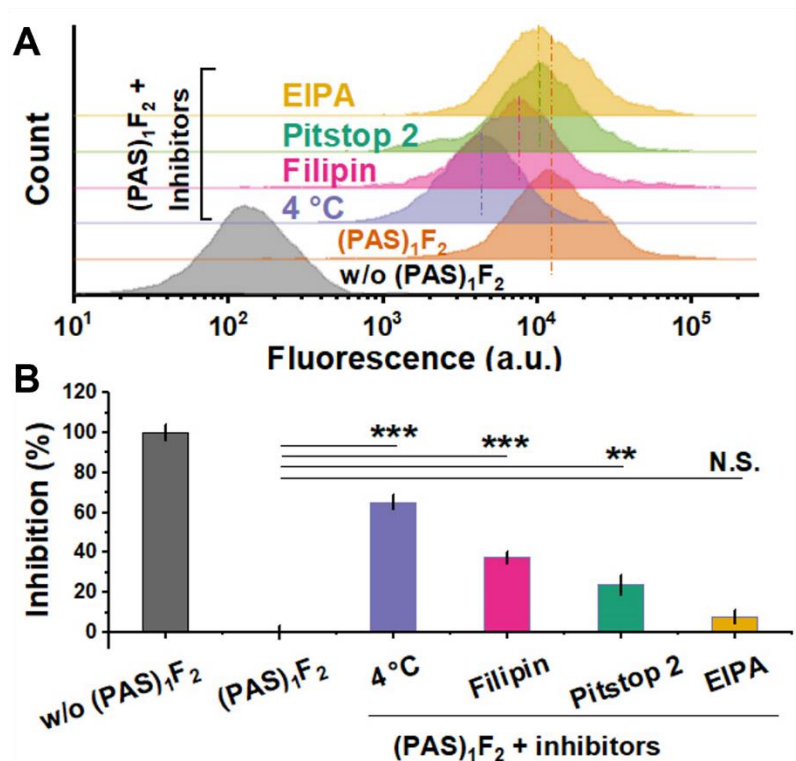 A
(PAS)₁F₂ +
Inhibitors
EIPA
Pitstop 2
Filipin
4 °C
(PAS)₁F₂
w/o (PAS)₁F₂
Count
10¹ 10² 10³ 10⁴ 10⁵
Fluorescence (a.u.)
B
120
100
80
60
40
20
0
Inhibition (%)
***
***
**
N.S.
w/o (PAS)₁F₂
(PAS)₁F₂
4 °C
Filipin
Pitstop 2
EIPA
(PAS)₁F₂ + inhibitors